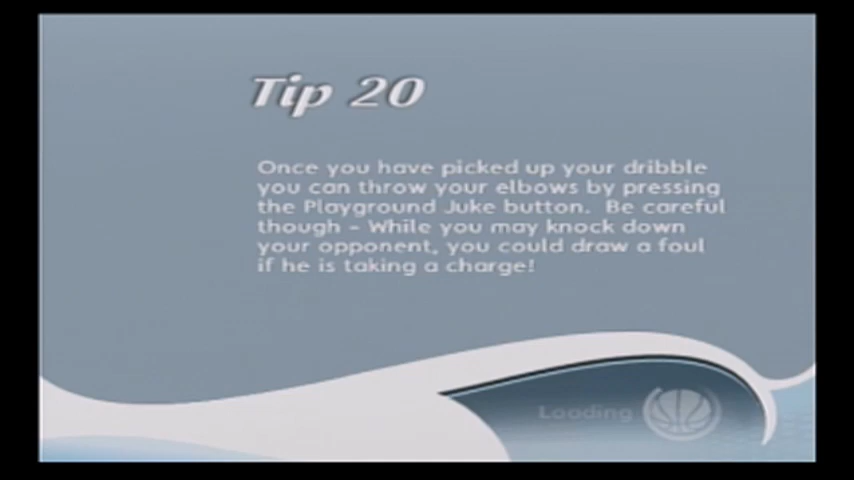 Tip 20
Once you have picked up your dribble
you can throw your elbows by pressing
the Playground Juke button.  Be careful
though - While you may knock down
your opponent, you could draw a foul
if he is taking a charge!
Loading